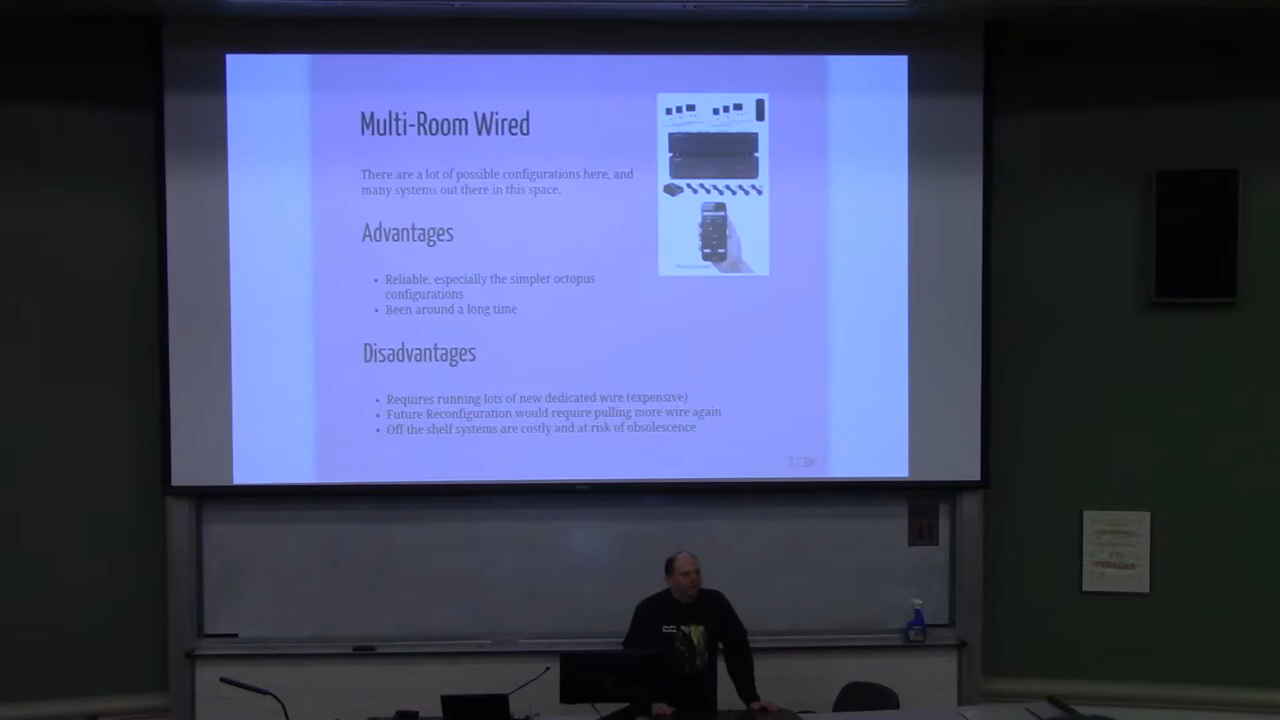 Multi-Room Wired
There are a lot of possible configurations here, and
many systems out there in this space.
Advantages
• Reliable, especially the simpler octopus
configurations
• Been around a long time
Disadvantages
• Requires running lots of new dedicated wire (expensive)
• Future Reconfiguration would require pulling more wire again
• Off the shelf systems are costly and at risk of obsolescence
7 / 38